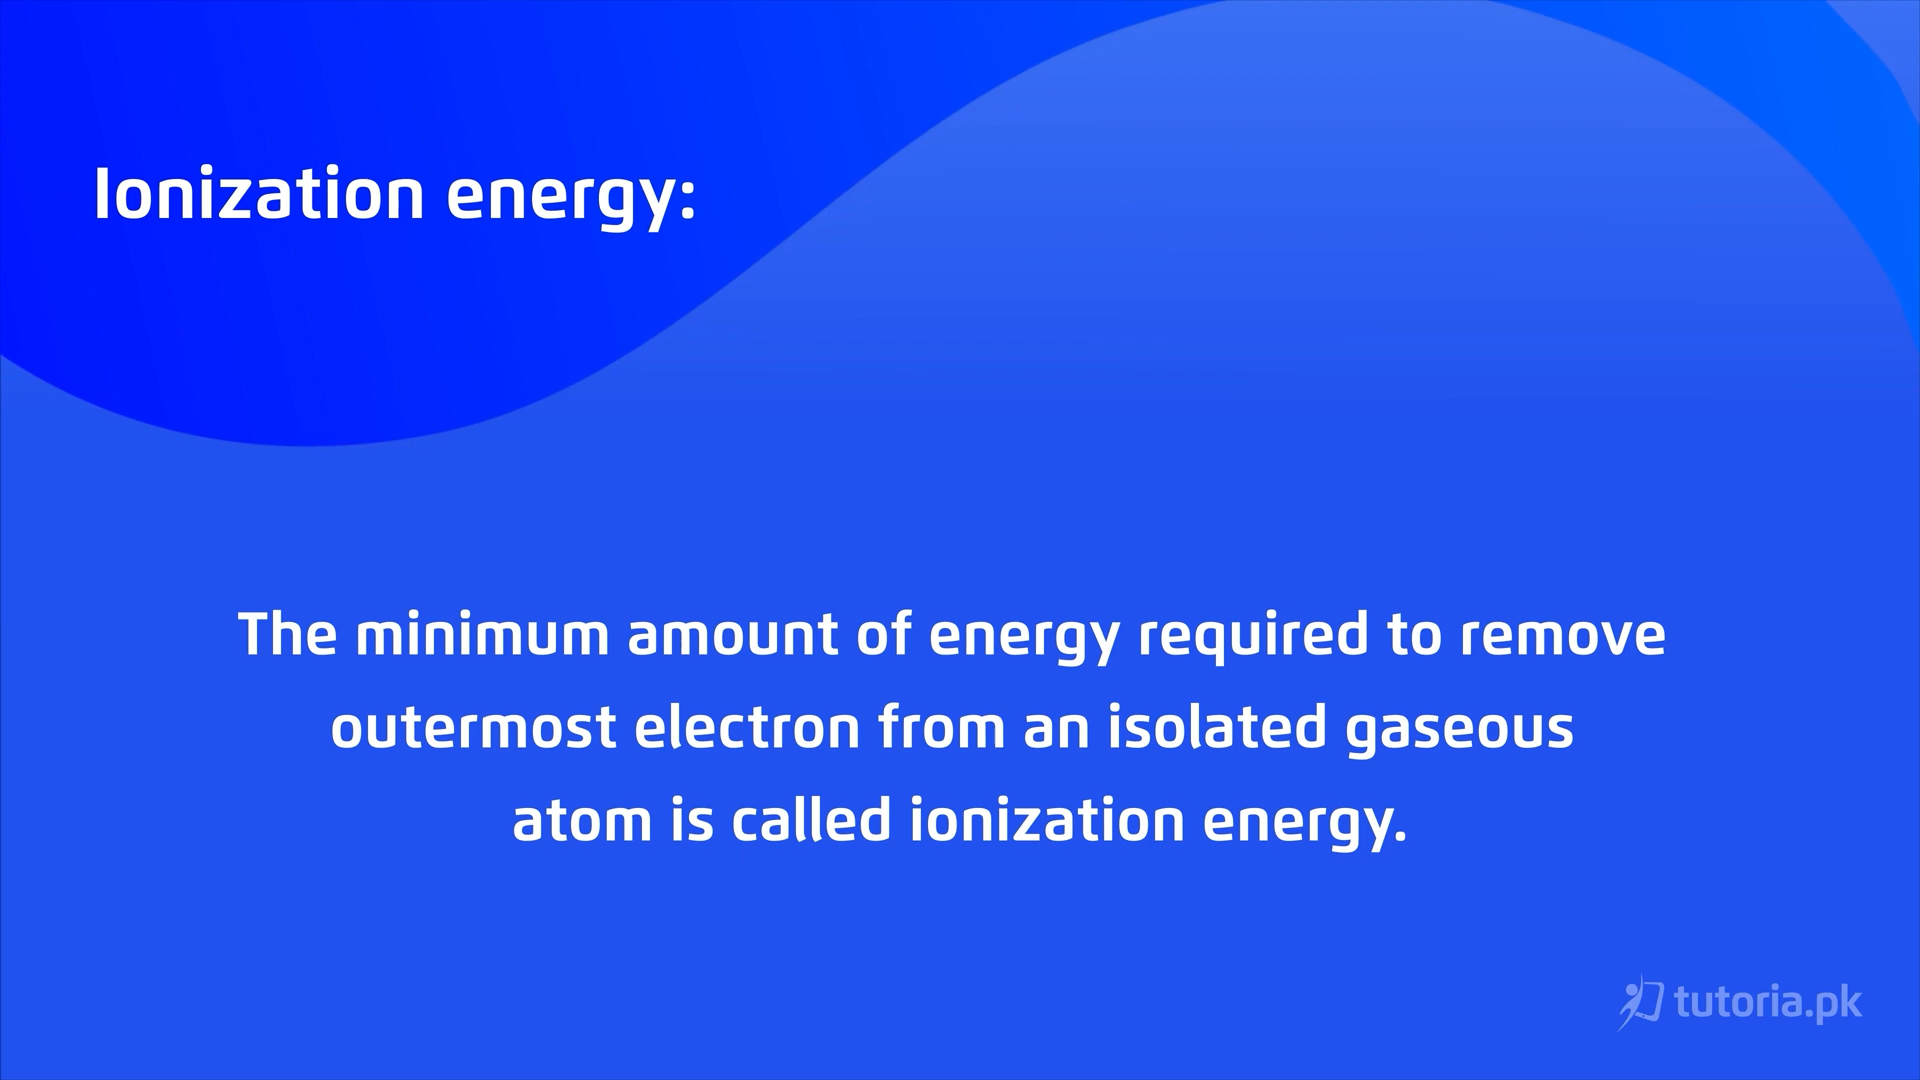 Ionization energy:
The minimum amount of energy required to remove
outermost electron from an isolated gaseous
atom is called ionization energy.
tutoria.pk